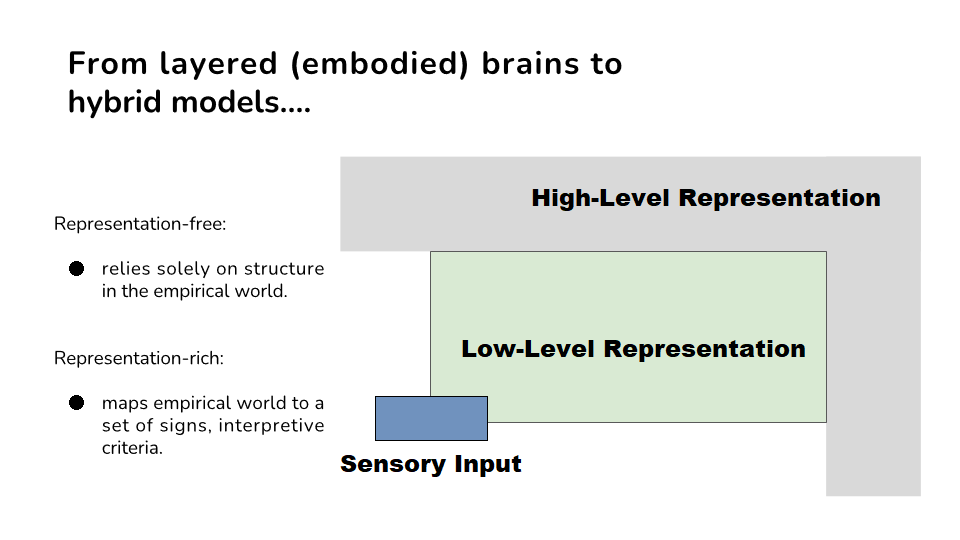 From layered (embodied) brains to
hybrid models....
High-Level Representation
Representation-free:
relies solely on structure
in the empirical world.
Low-Level Representation
Representation-rich:
maps empirical world to a
set of signs, interpretive
criteria.
Sensory Input